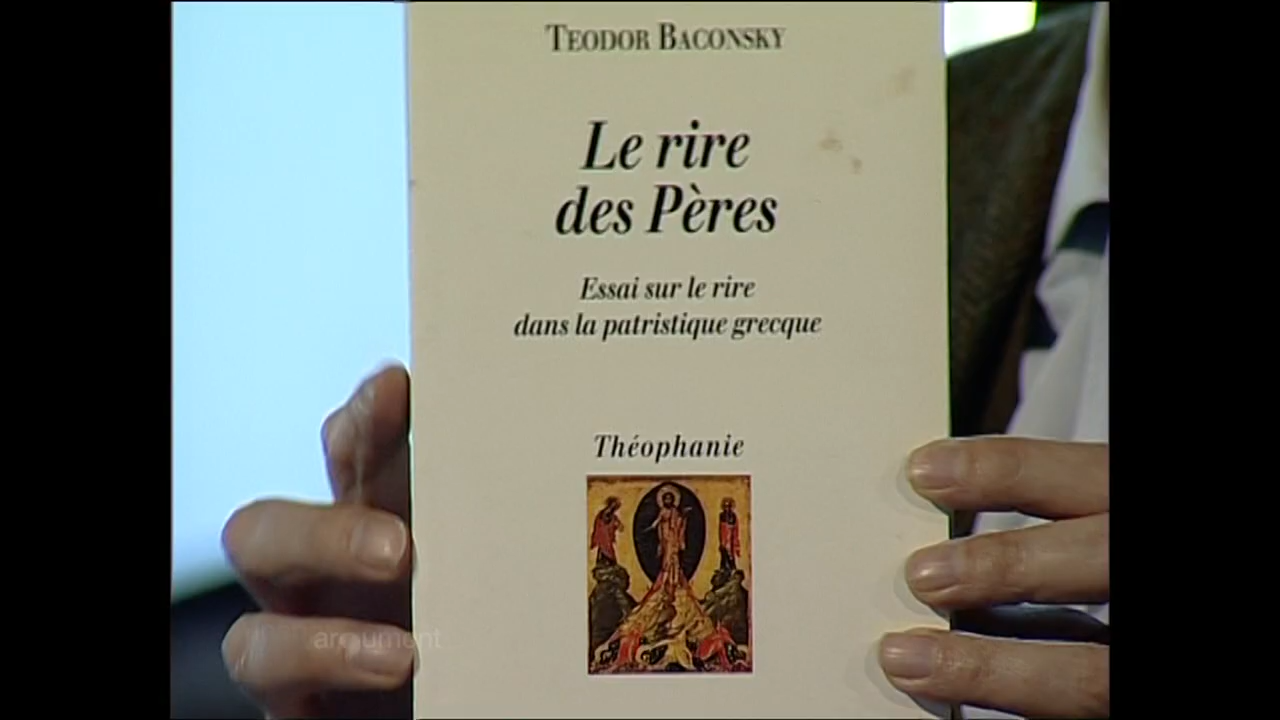 TEODOR BACONSKY
Le rire
des Pères
Essai sur le rire
dans la patristique grecque
Théophanie
argument